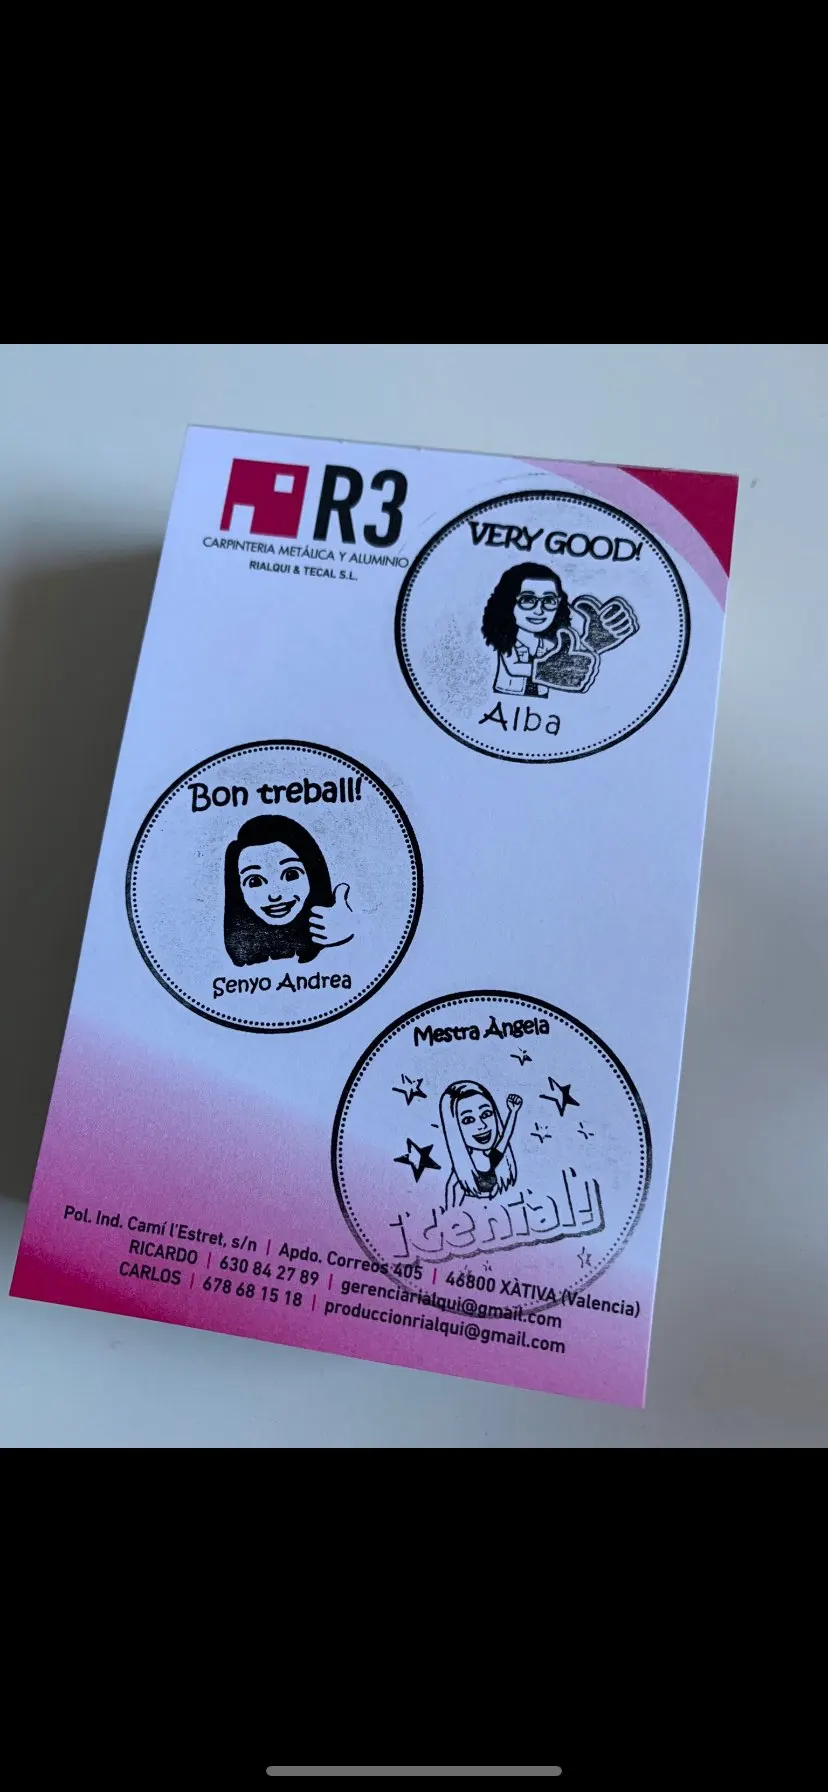 R3
CARPINTERIA METÁLICA Y ALUMINIO
RIALQUI & TECAL S.L.
VERY GOOD!
Alba
Bon treball!
Senyo Andrea
Mestra Àngela
¡Genial!
Pol. Ind. Camí l'Estret, s/n | Apdo. Correos 405 | 46800 XÀTIVA (Valencia)
RICARDO | 630 84 27 89 | gerenciarialqui@gmail.com
CARLOS | 678 68 15 18 | produccionrialqui@gmail.com